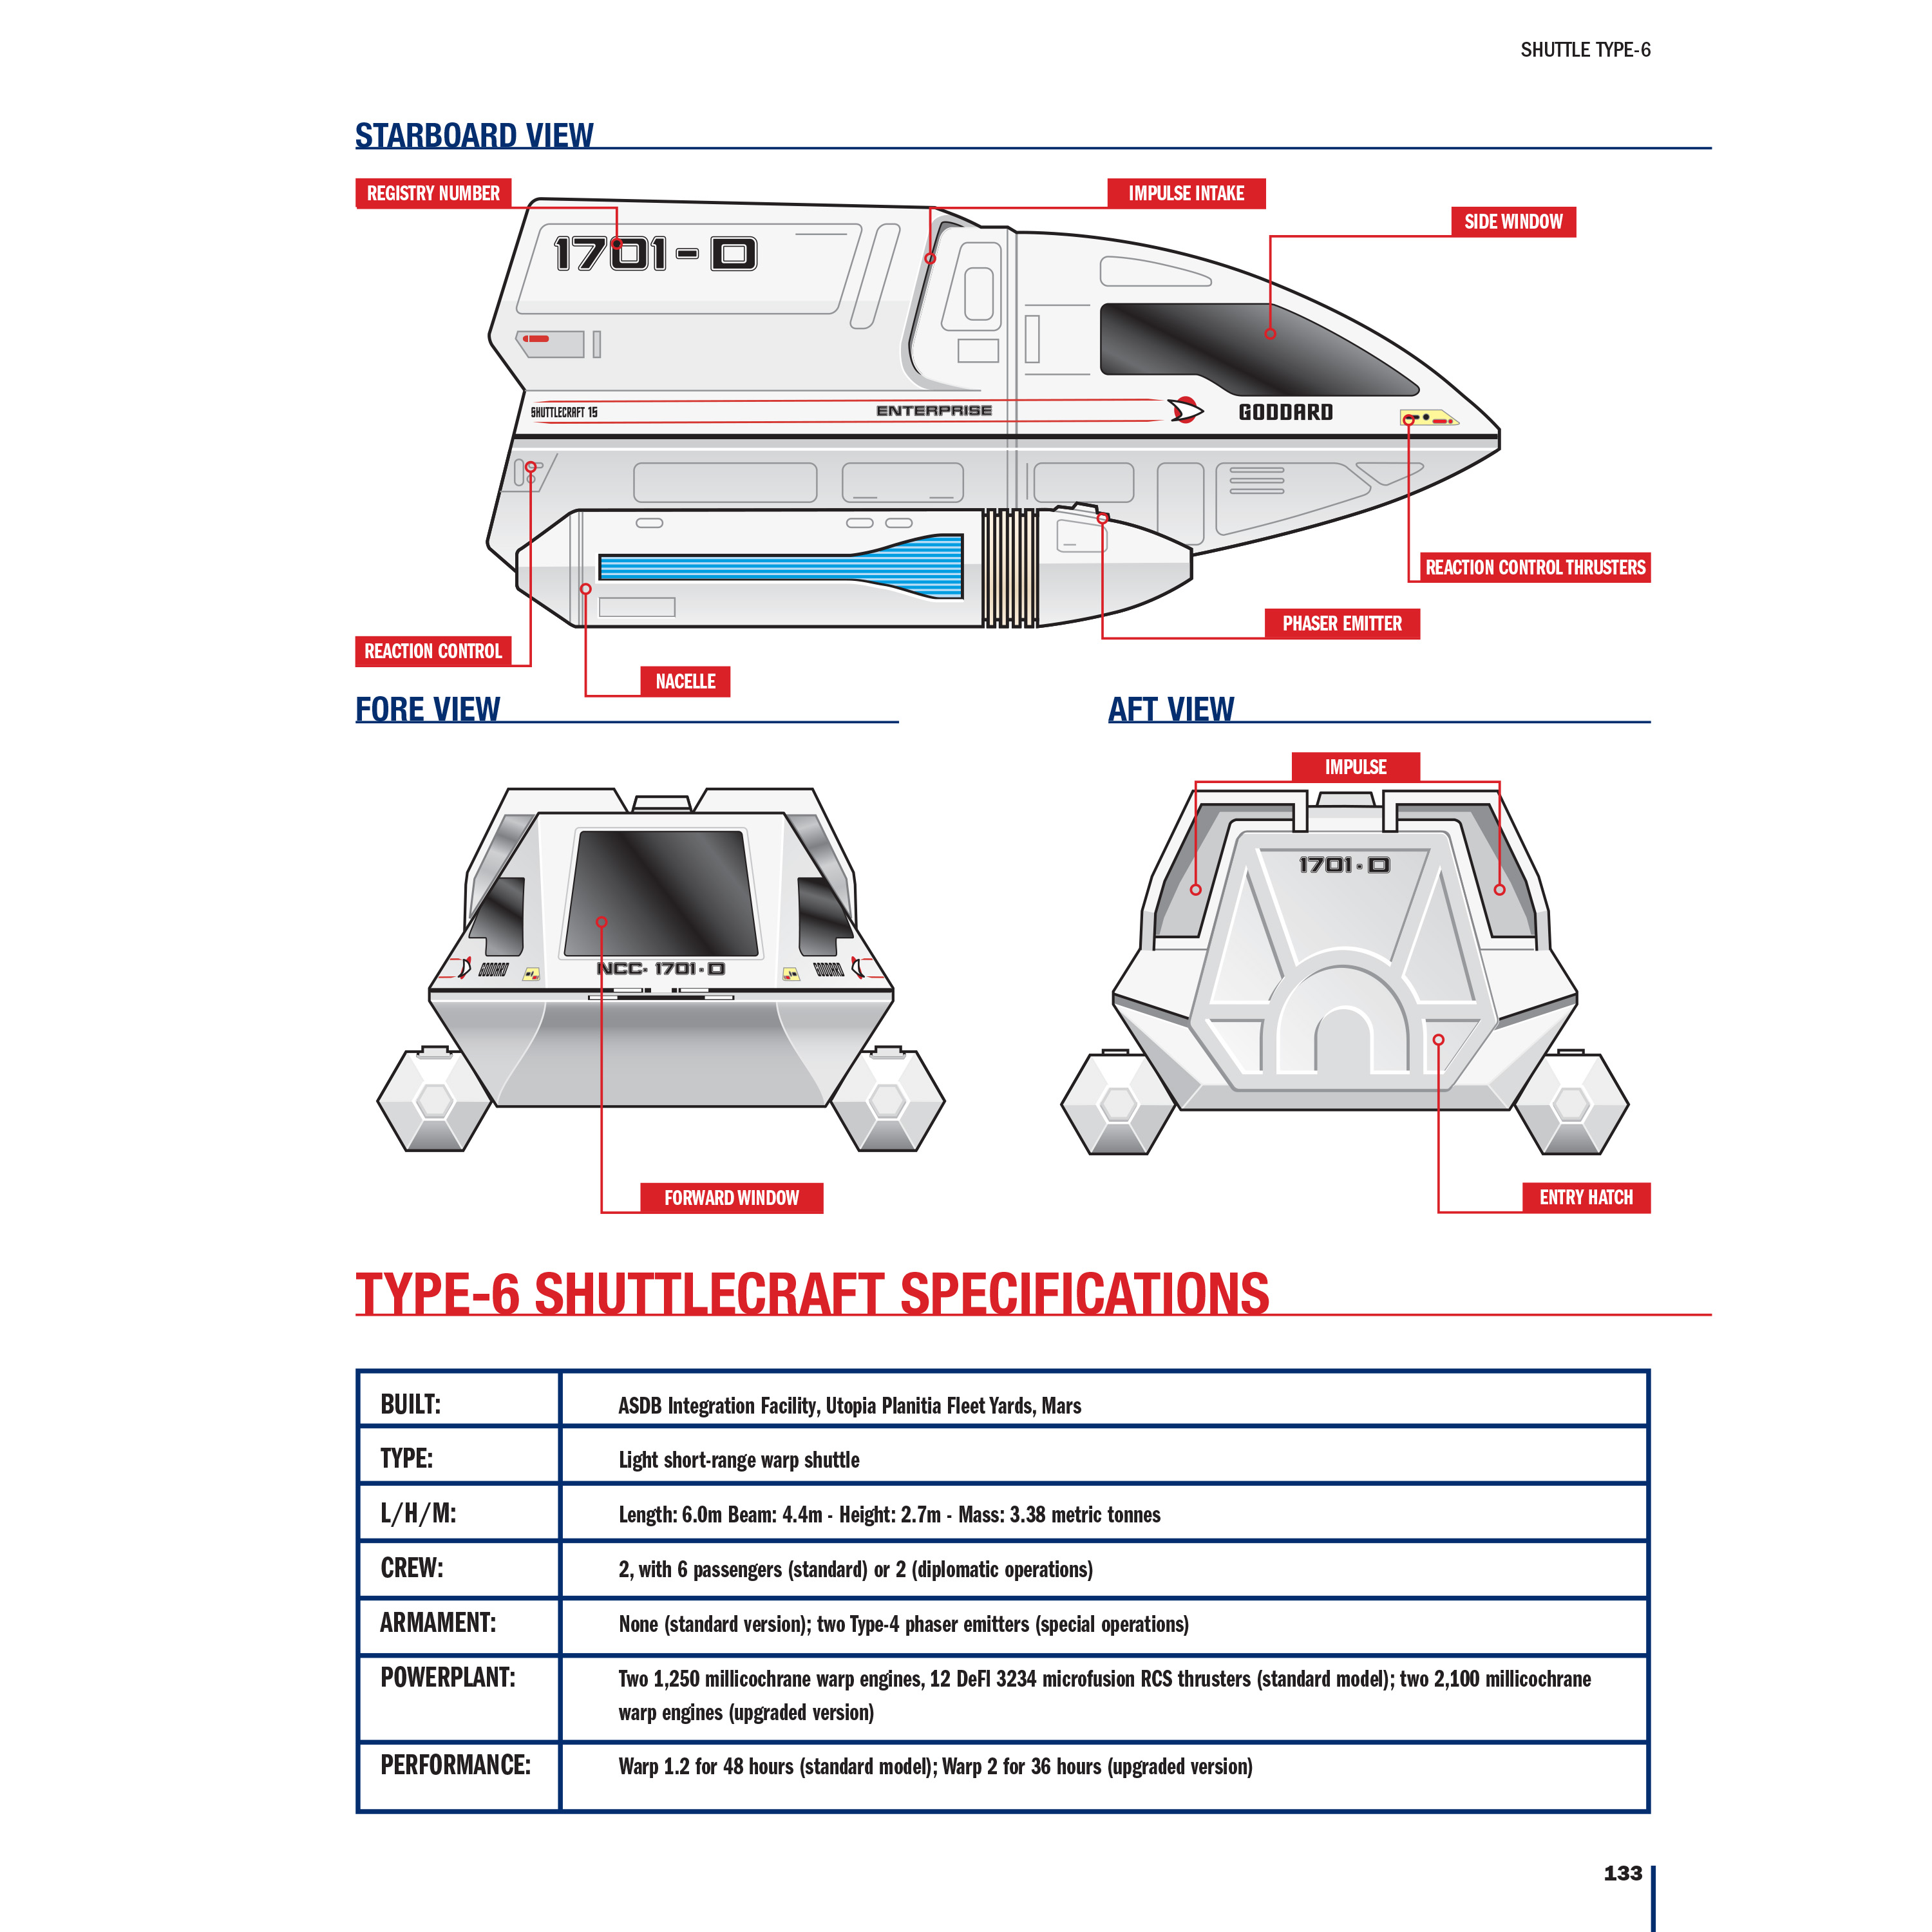 SHUTTLE TYPE-6
STARBOARD VIEW
REGISTRY NUMBER
IMPULSE INTAKE
SIDE WINDOW
1701-D
SHUTTLECRAFT 15
ENTERPRISE
GODDARD
REACTION CONTROL THRUSTERS
PHASER EMITTER
REACTION CONTROL
NACELLE
FORE VIEW
GODDARD
GODDARD
NCC-1701-D
FORWARD WINDOW
AFT VIEW
IMPULSE
1701-D
ENTRY HATCH
TYPE-6 SHUTTLECRAFT SPECIFICATIONS
BUILT: ASDB Integration Facility, Utopia Planitia Fleet Yards, Mars
TYPE: Light short-range warp shuttle
L/H/M: Length: 6.0m Beam: 4.4m - Height: 2.7m - Mass: 3.38 metric tonnes
CREW: 2, with 6 passengers (standard) or 2 (diplomatic operations)
ARMAMENT: None (standard version); two Type-4 phaser emitters (special operations)
POWERPLANT: Two 1,250 millicochrane warp engines, 12 DeFI 3234 microfusion RCS thrusters (standard model); two 2,100 millicochrane
warp engines (upgraded version)
PERFORMANCE: Warp 1.2 for 48 hours (standard model); Warp 2 for 36 hours (upgraded version)
133